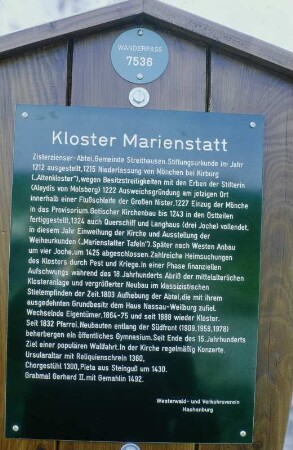 WANDERPASS
7536
Kloster Marienstatt
Zisterzienser-Abtei, Gemeinde Streithausen. Stiftungsurkunde im Jahr
1212 ausgestellt, 1215 Niederlassung von Mönchen bei Kirburg
("Altenkloster"), wegen Besitzstreitigkeiten mit den Erben der Stifterin
(Aleydis von Molsberg) 1222 Ausweichsgründung am jetzigen Ort
innerhalb einer Flußschleife der Großen Nister. 1227 Einzug der Mönche
in das Provisorium. Gotischer Kirchenbau bis 1243 in den Ostteilen
fertiggestellt. 1324 auch Querschiff und Langhaus (drei Joche) vollendet.
in diesem Jahr Einweihung der Kirche und Ausstellung der
Weiheurkunden ("Marienstatter Tafeln"). Später nach Westen Anbau
um vier Joche, um 1425 abgeschlossen. Zahlreiche Heimsuchungen
des Klosters durch Pest und Kriege. In einer Phase finanziellen
Aufschwungs während des 18. Jahrhunderts Abriß der mittelalterlichen
Klosteranlage und vergrößerter Neubau im klassizistischen
Stilempfinden der Zeit. 1803 Aufhebung der Abtei, die mit ihrem
ausgedehnten Grundbesitz dem Haus Nassau-Weilburg zufiel.
Wechselnde Eigentümer, 1864-75 und seit 1888 wieder Kloster.
Seit 1832 Pfarrei. Neubauten entlang der Südfront (1909, 1958, 1978)
beherbergen ein öffentliches Gymnasium. Seit Ende des 15. Jahrhunderts
Ziel einer populären Wallfahrt. In der Kirche regelmäßig Konzerte.
Ursulaaltar mit Reliquienschrein 1360,
Chorgestühl 1300, Pieta aus Steinguß um 1430.
Grabmal Gerhard II. mit Gemahlin 1492.
Westerwald- und Verkehrsverein
Hachenburg